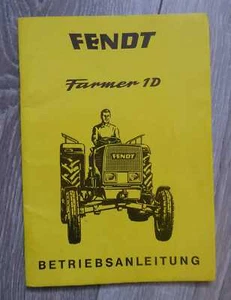 FENDT
Farmer 1D
FENDT
BETRIEBSANLEITUNG